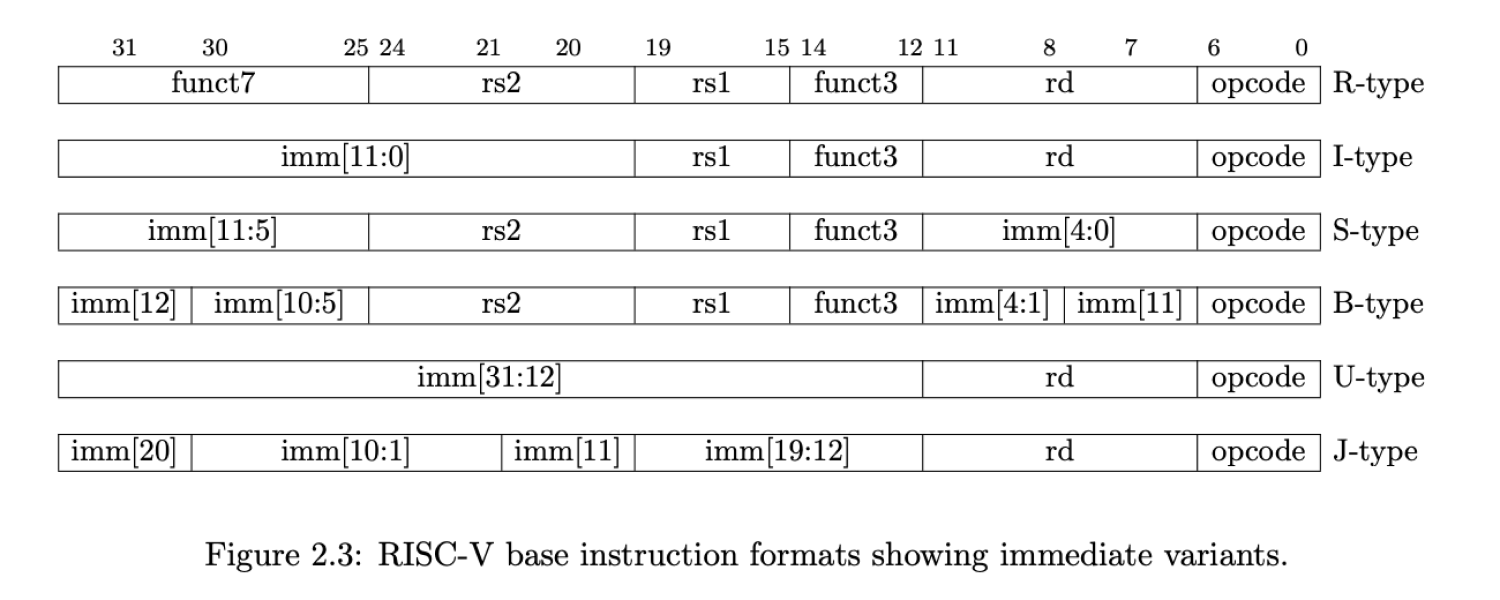 31 30 25 24 21 20 19 15 14 12 11 8 7 6 0
funct7 rs2 rs1 funct3 rd opcode R-type
imm[11:0] rs1 funct3 rd opcode I-type
imm[11:5] rs2 rs1 funct3 imm[4:0] opcode S-type
imm[12] imm[10:5] rs2 rs1 funct3 imm[4:1] imm[11] opcode B-type
imm[31:12] rd opcode U-type
imm[20] imm[10:1] imm[11] imm[19:12] rd opcode J-type
Figure 2.3: RISC-V base instruction formats showing immediate variants.